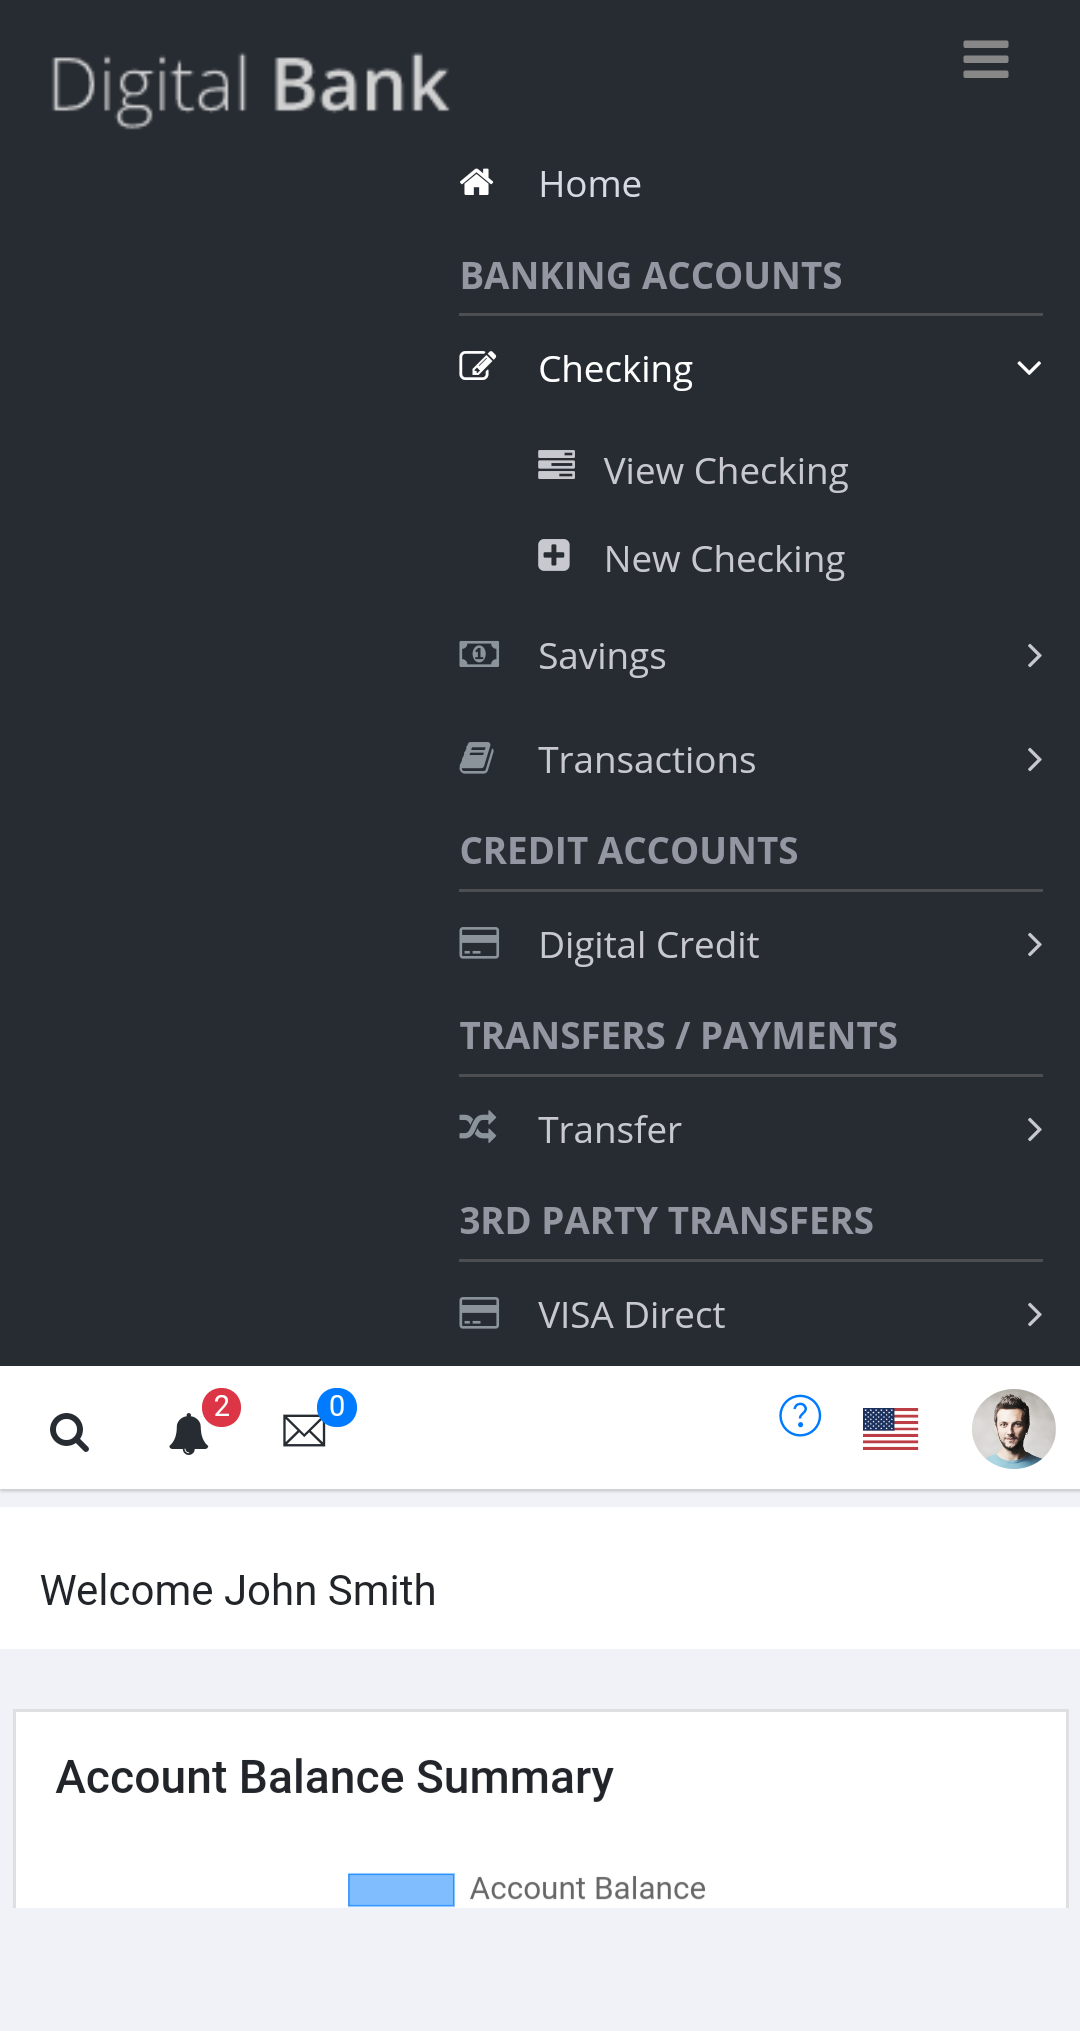 Digital Bank
Home
BANKING ACCOUNTS
Checking
View Checking
New Checking
Savings
Transactions
CREDIT ACCOUNTS
Digital Credit
TRANSFERS / PAYMENTS
Transfer
3RD PARTY TRANSFERS
VISA Direct
2
0
?
Welcome John Smith
Account Balance Summary
Account Balance